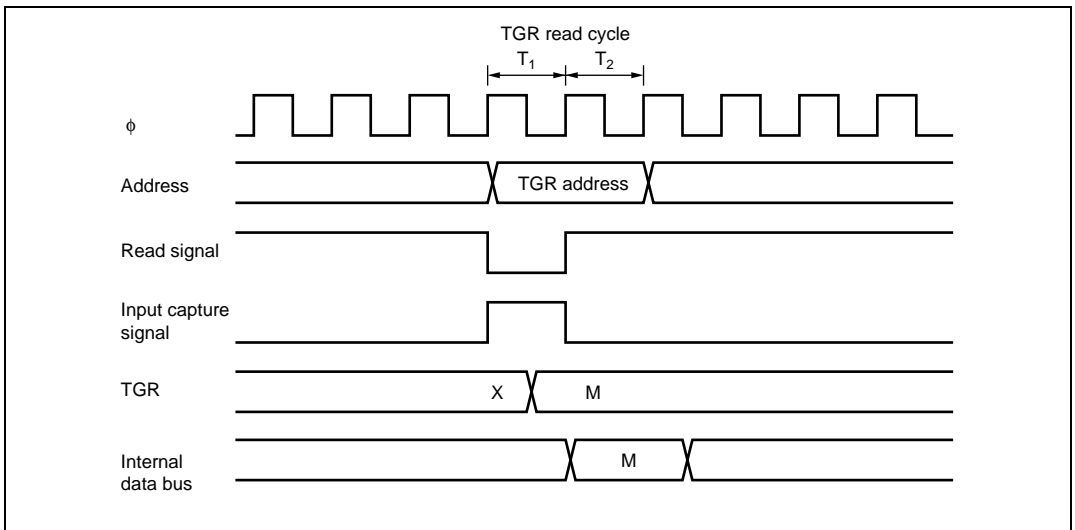 TGR read cycle
T1 T2
ϕ
Address
TGR address
Read signal
Input capture
signal
TGR
X M
Internal
data bus
M